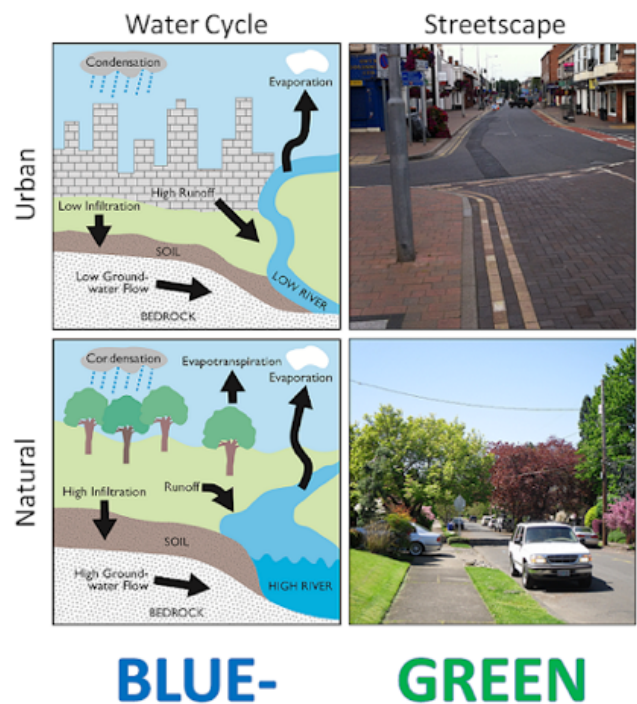 Water Cycle
Streetscape
Urban
Condensation
Evaporation
High Runoff
Low Infiltration
SOIL
Low Ground-
water Flow
LOW RIVER
BEDROCK
Natural
Condensation
Evapotranspiration
Evaporation
High Infiltration
Runoff
SOIL
High Ground-
water Flow
HIGH RIVER
BEDROCK
BLUE-
GREEN